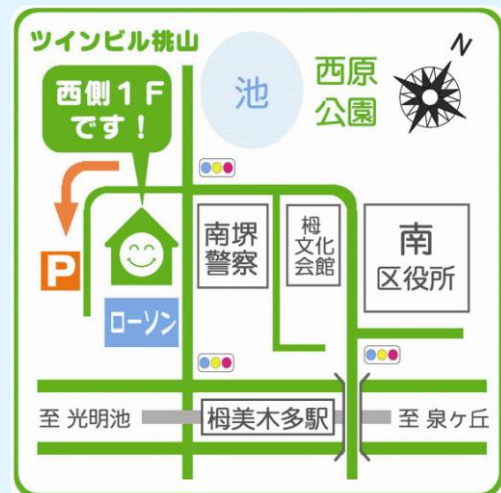 ツインビル桃山
西側１Ｆ
です！
池
西原
公園
N
P
ローソン
南堺
警察
栂
文化
会館
南
区役所
至 光明池
栂美木多駅
至 泉ヶ丘